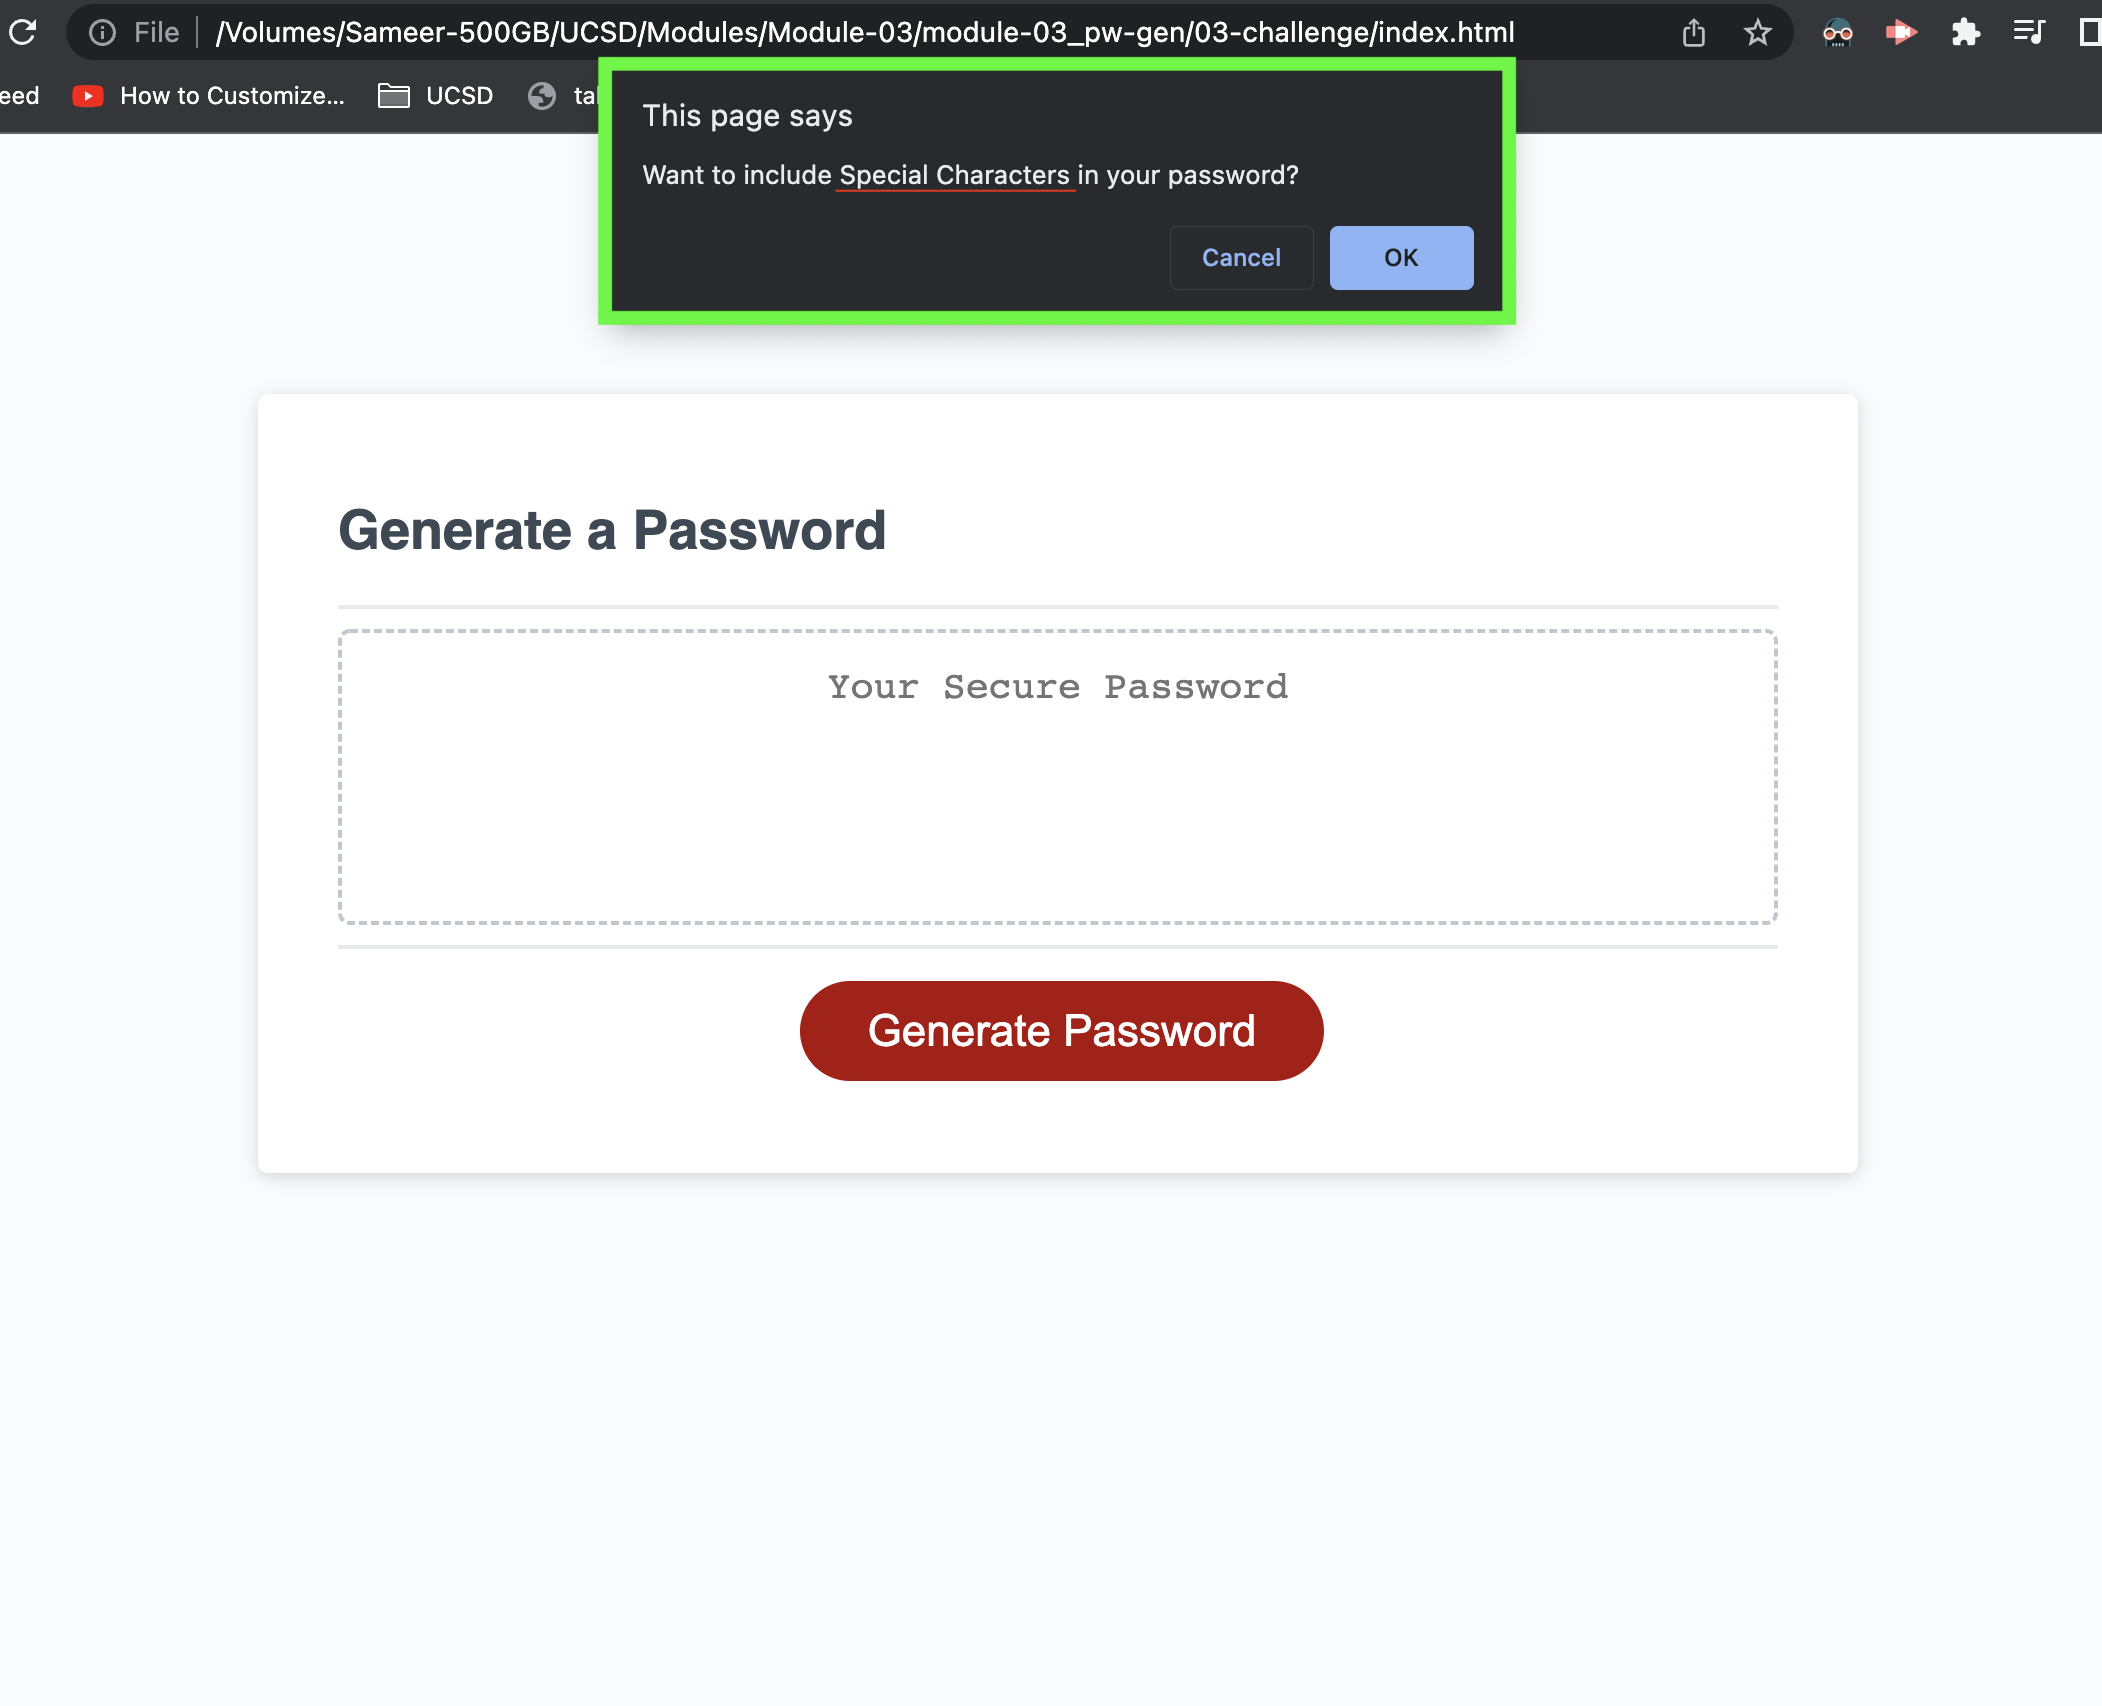 File /Volumes/Sameer-500GB/UCSD/Modules/Module-03/module-03_pw-gen/03-challenge/index.html
eed How to Customize... UCSD tal
This page says
Want to include Special Characters in your password?
Cancel OK
Generate a Password
Your Secure Password
Generate Password